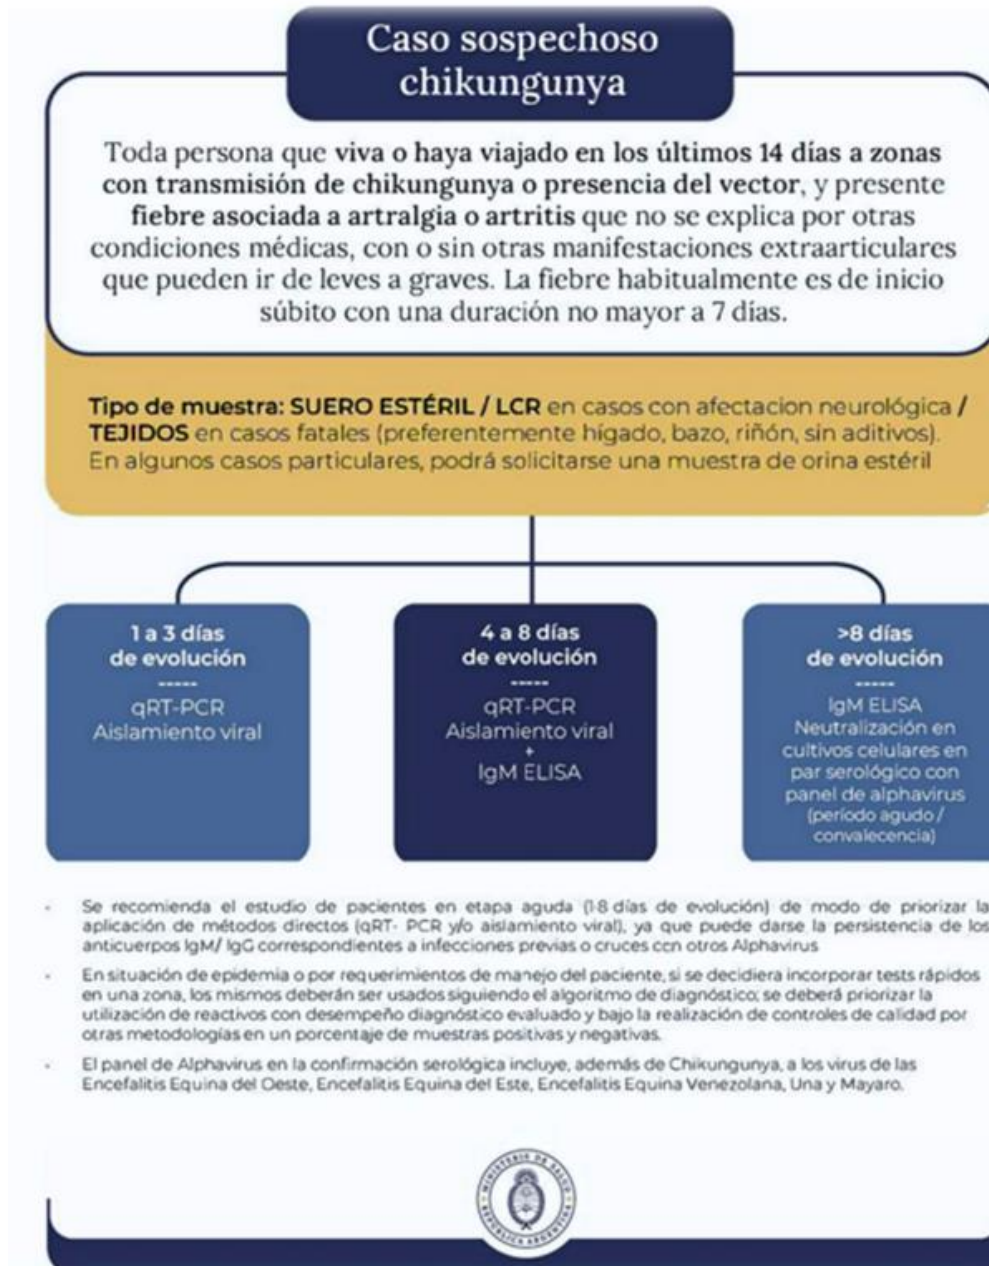 Caso sospechoso
chikungunya
Toda persona que viva o haya viajado en los últimos 14 días a zonas
con transmisión de chikungunya o presencia del vector, y presente
fiebre asociada a artralgia o artritis que no se explica por otras
condiciones médicas, con o sin otras manifestaciones extraarticulares
que pueden ir de leves a graves. La fiebre habitualmente es de inicio
súbito con una duración no mayor a 7 días.
Tipo de muestra: SUERO ESTÉRIL / LCR en casos con afectacion neurológica /
TEJIDOS en casos fatales (preferentemente hígado, bazo, riñón, sin aditivos).
En algunos casos particulares, podrá solicitarse una muestra de orina estéril
1 a 3 días
de evolución
-----
qRT-PCR
Aislamiento viral
4 a 8 días
de evolución
-----
qRT-PCR
Aislamiento viral
+
IgM ELISA
>8 días
de evolución
-----
IgM ELISA
Neutralización en
cultivos celulares en
par serológico con
panel de alphavirus
(período agudo /
convalecencia)
- Se recomienda el estudio de pacientes en etapa aguda (1-8 días de evolución) de modo de priorizar la
aplicación de métodos directos (qRT- PCR y/o aislamiento viral), ya que puede darse la persistencia de los
anticuerpos IgM/ IgG correspondientes a infecciones previas o cruces con otros Alphavirus
- En situación de epidemia o por requerimientos de manejo del paciente, si se decidiera incorporar tests rápidos
en una zona, los mismos deberán ser usados siguiendo el algoritmo de diagnóstico; se deberá priorizar la
utilización de reactivos con desempeño diagnóstico evaluado y bajo la realización de controles de calidad por
otras metodologías en un porcentaje de muestras positivas y negativas.
- El panel de Alphavirus en la confirmación serológica incluye, además de Chikungunya, a los virus de las
Encefalitis Equina del Oeste, Encefalitis Equina del Este, Encefalitis Equina Venezolana, Una y Mayaro.
MINISTERIO DE SALUD
REPÚBLICA ARGENTINA